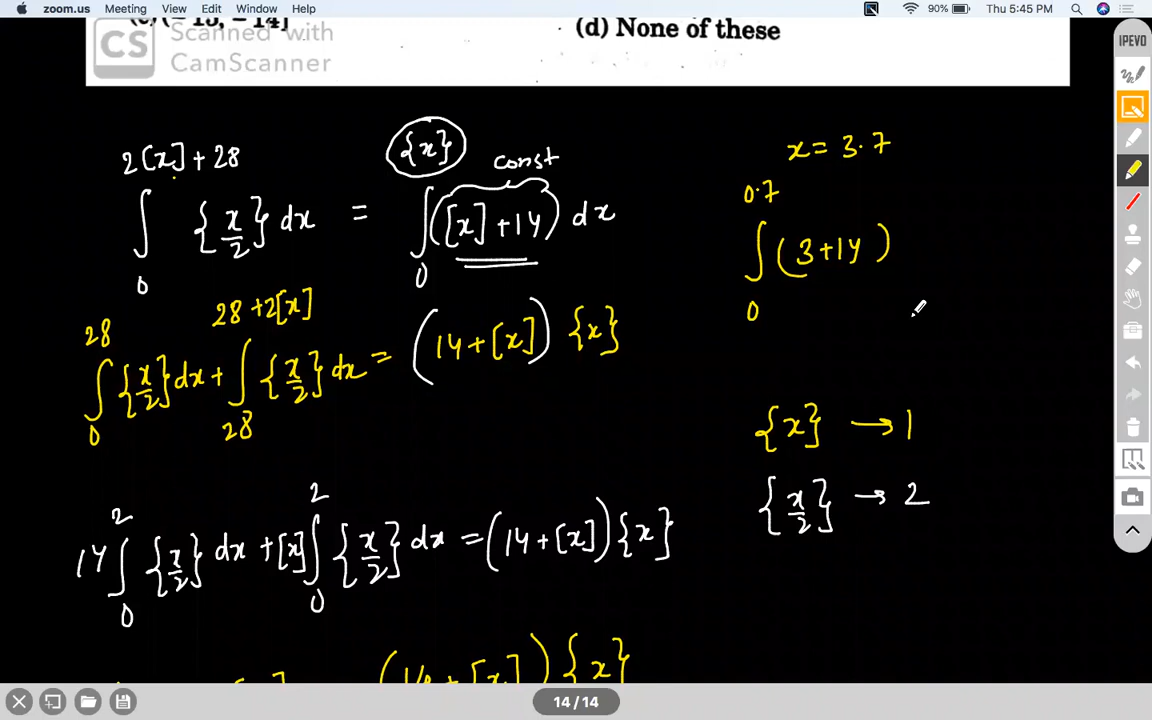 zoom.us Meeting View Edit Window Help 90% Thu 5:45 PM
(d) None of these
CS Scanned with
CamScanner
IPEVO
2[x]+28
∫ 0 {x/2} dx = ∫ 0 {x} ([x]+14) dx
const
x = 3.7
0.7
∫ 0 (3+14)
28 28+2[x]
∫ 0 {x/2} dx + ∫ 28 {x/2} dx = (14+[x]) {x}
{x} → 1
{x/2} → 2
14 ∫ 0 2 {x/2} dx + [x] ∫ 0 2 {x/2} dx = (14+[x]) {x}
(14+[x]) {x}
14/14